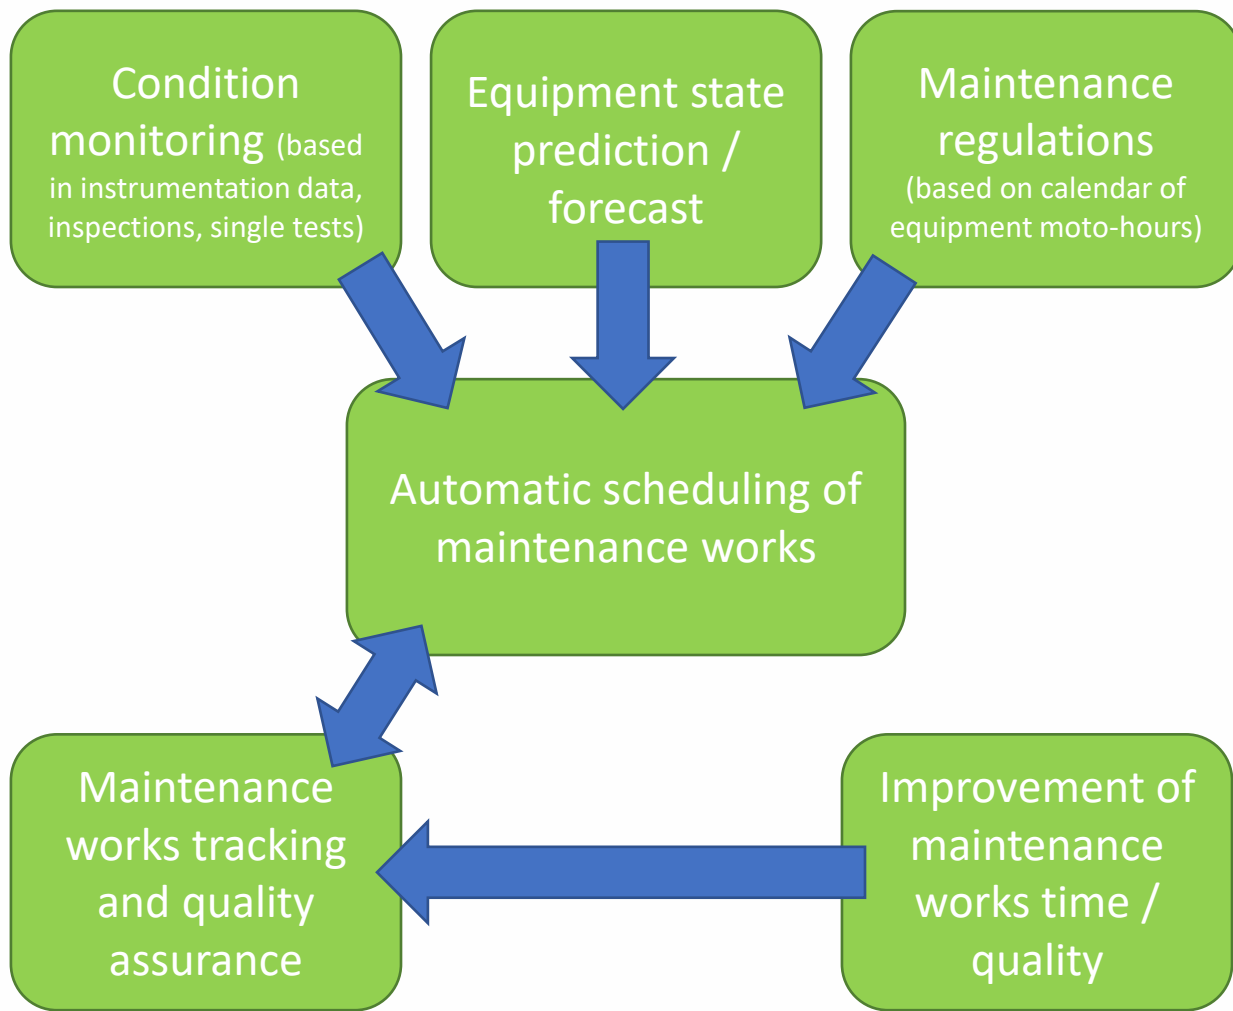 Condition
monitoring (based
in instrumentation data,
inspections, single tests)
Equipment state
prediction /
forecast
Maintenance
regulations
(based on calendar of
equipment moto-hours)
Automatic scheduling of
maintenance works
Maintenance
works tracking
and quality
assurance
Improvement of
maintenance
works time /
quality